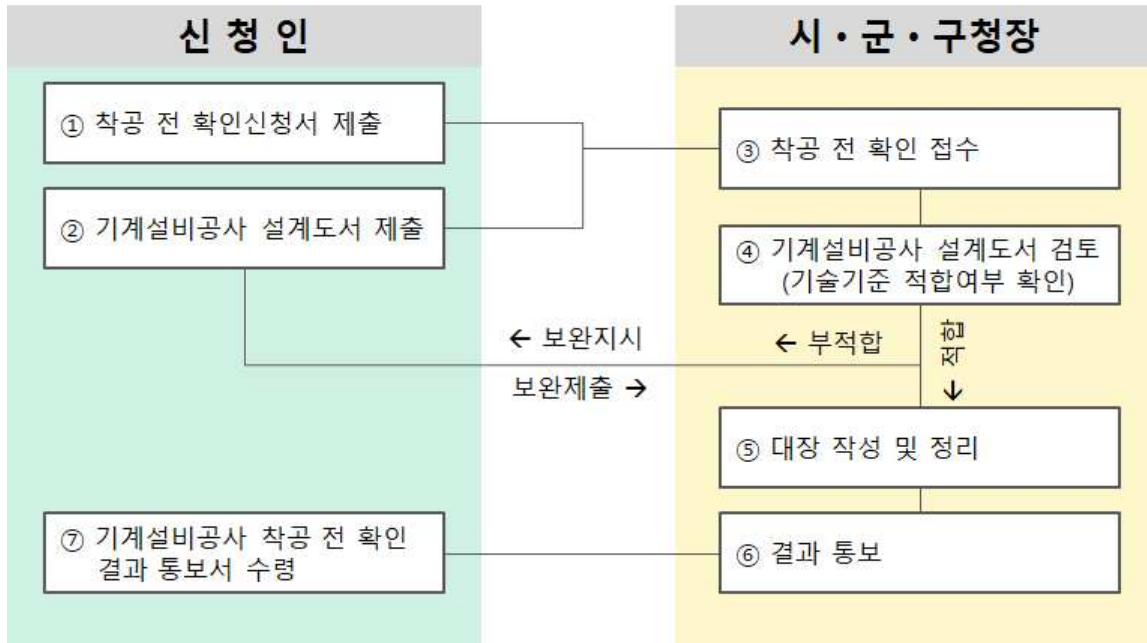 신 청 인
시・군・구청장
① 착공 전 확인신청서 제출
② 기계설비공사 설계도서 제출
③ 착공 전 확인 접수
④ 기계설비공사 설계도서 검토
(기술기준 적합여부 확인)
← 보완지시
← 부적합
적합
→
보완제출 →
⑤ 대장 작성 및 정리
⑥ 결과 통보
⑦ 기계설비공사 착공 전 확인
결과 통보서 수령